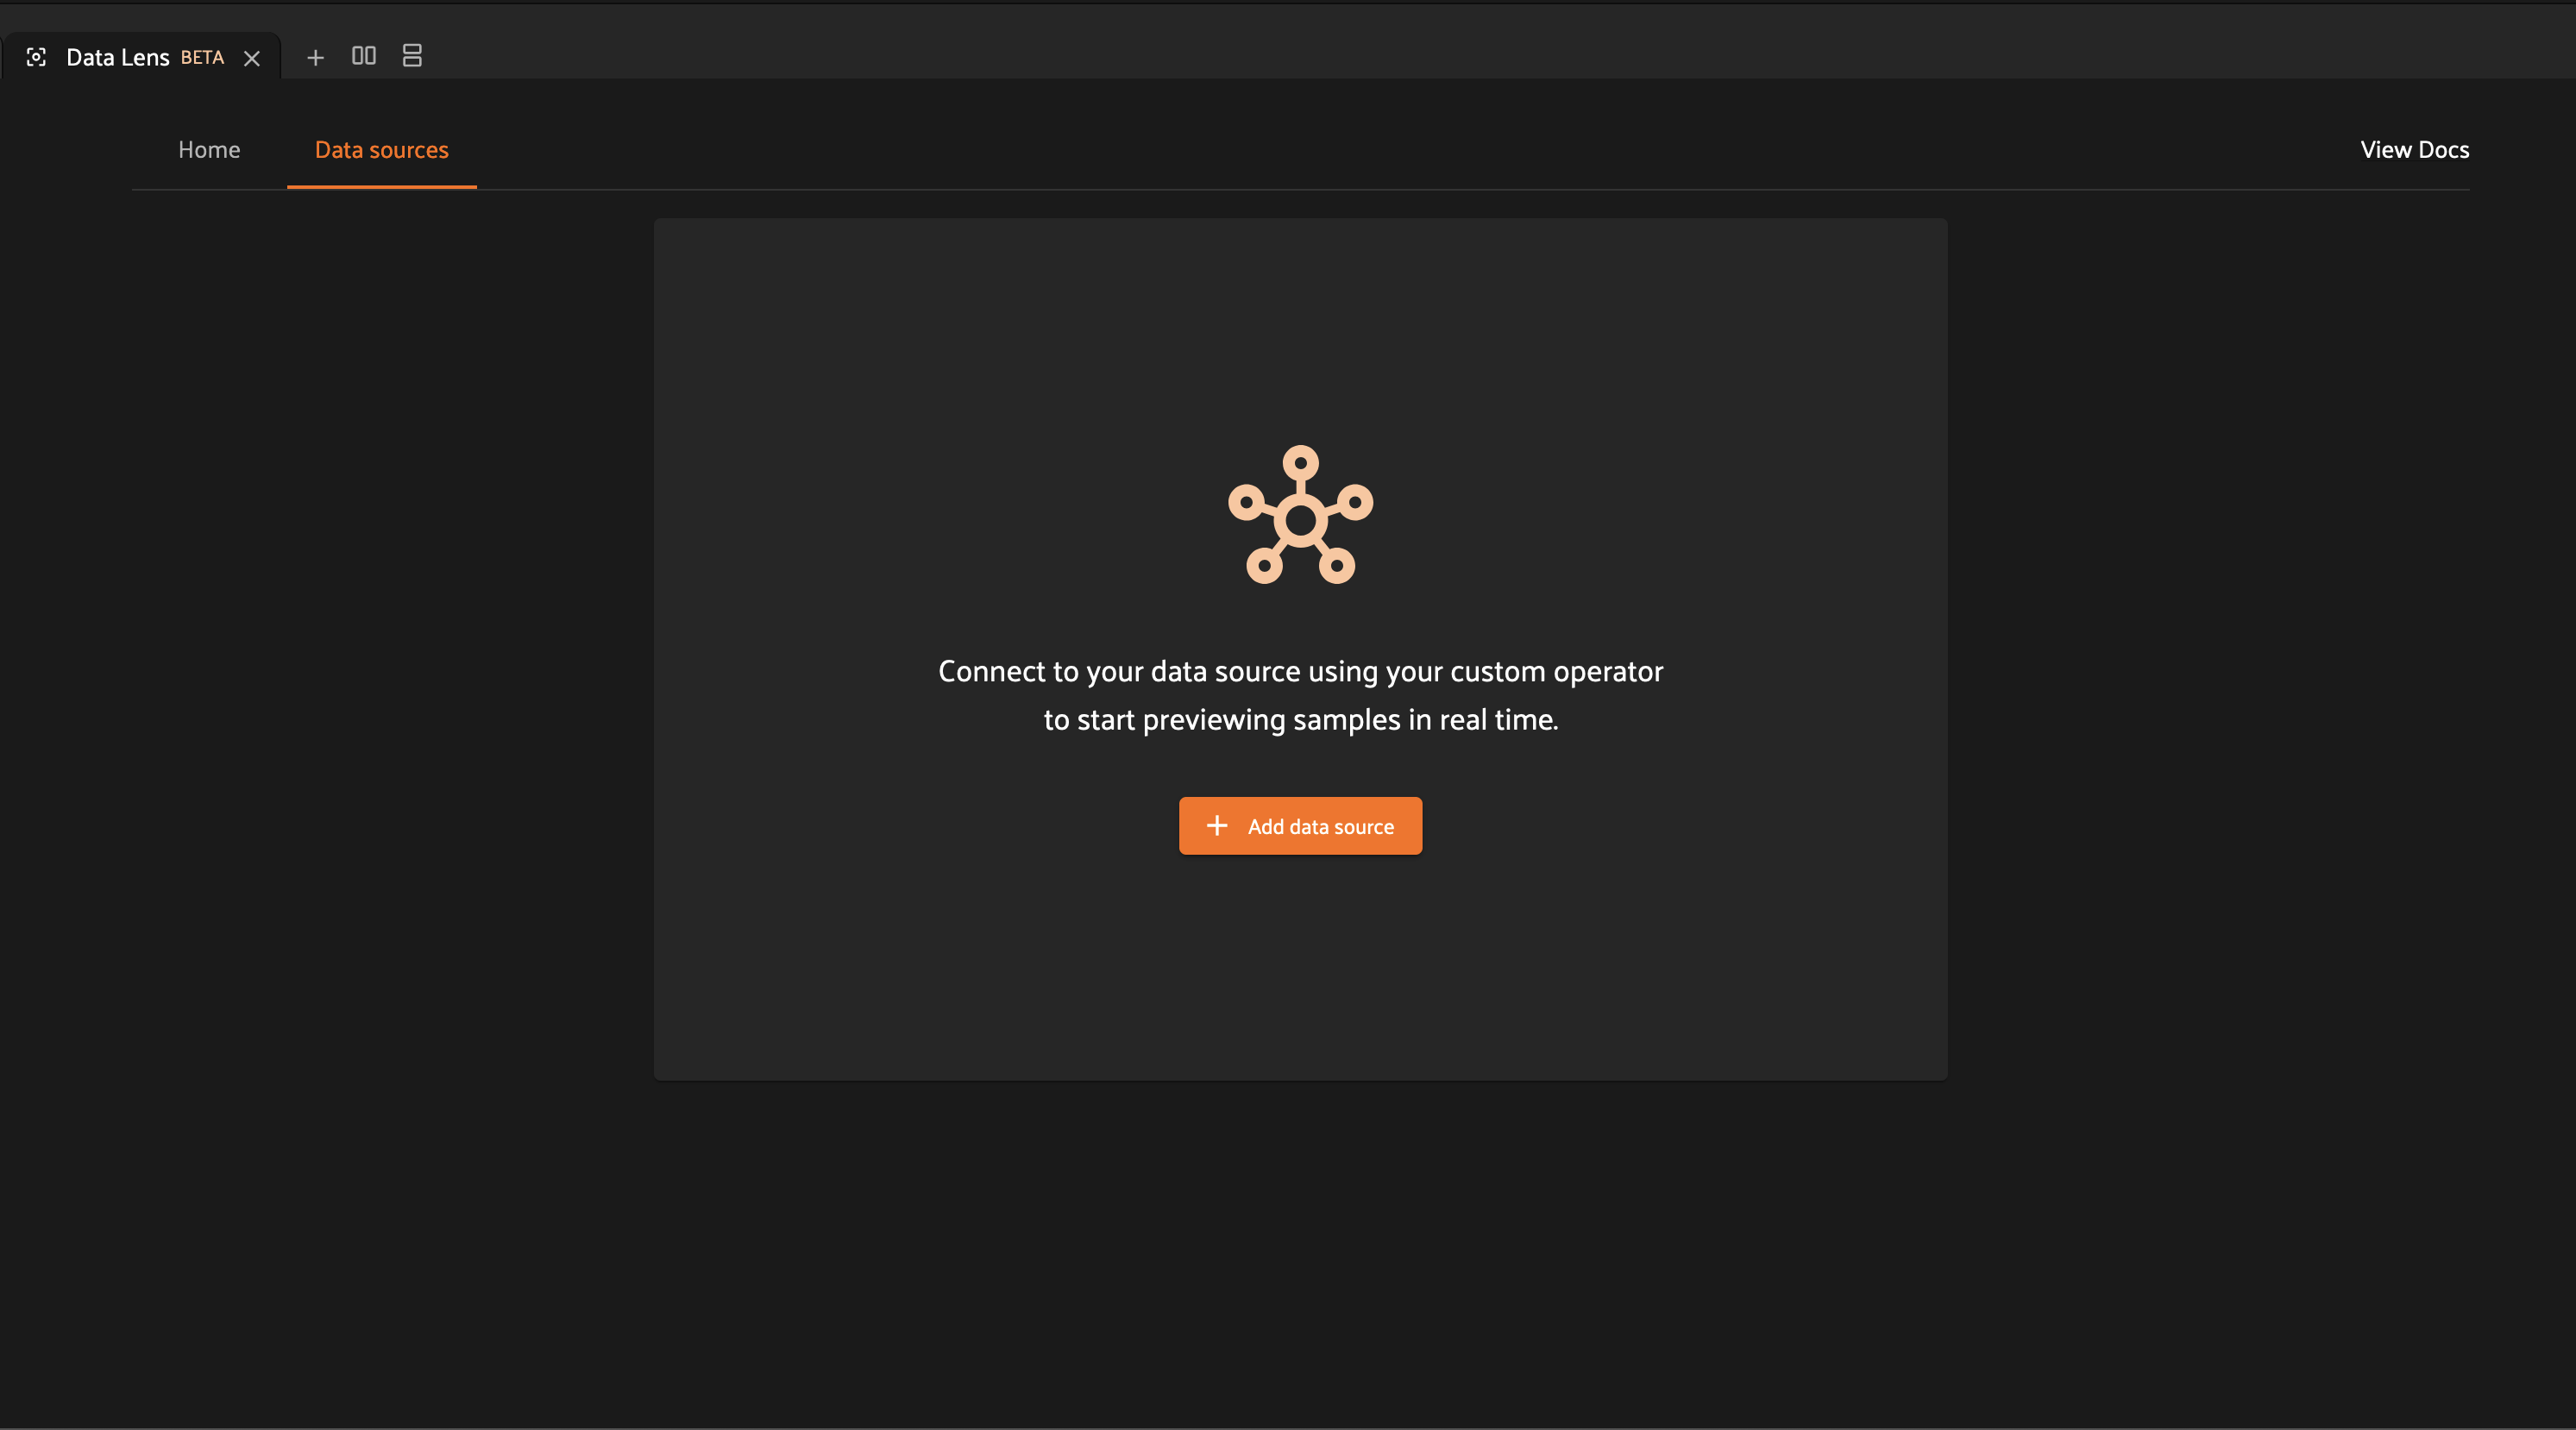 Data Lens BETA
Home
Data sources
View Docs
Connect to your data source using your custom operator
to start previewing samples in real time.
Add data source